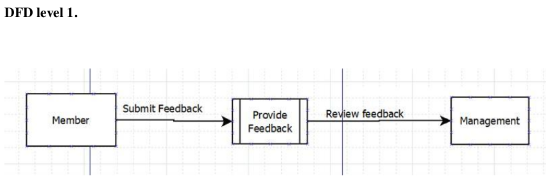 DFD level 1.
Member
Submit Feedback
Provide
Feedback
Review feedback
Management